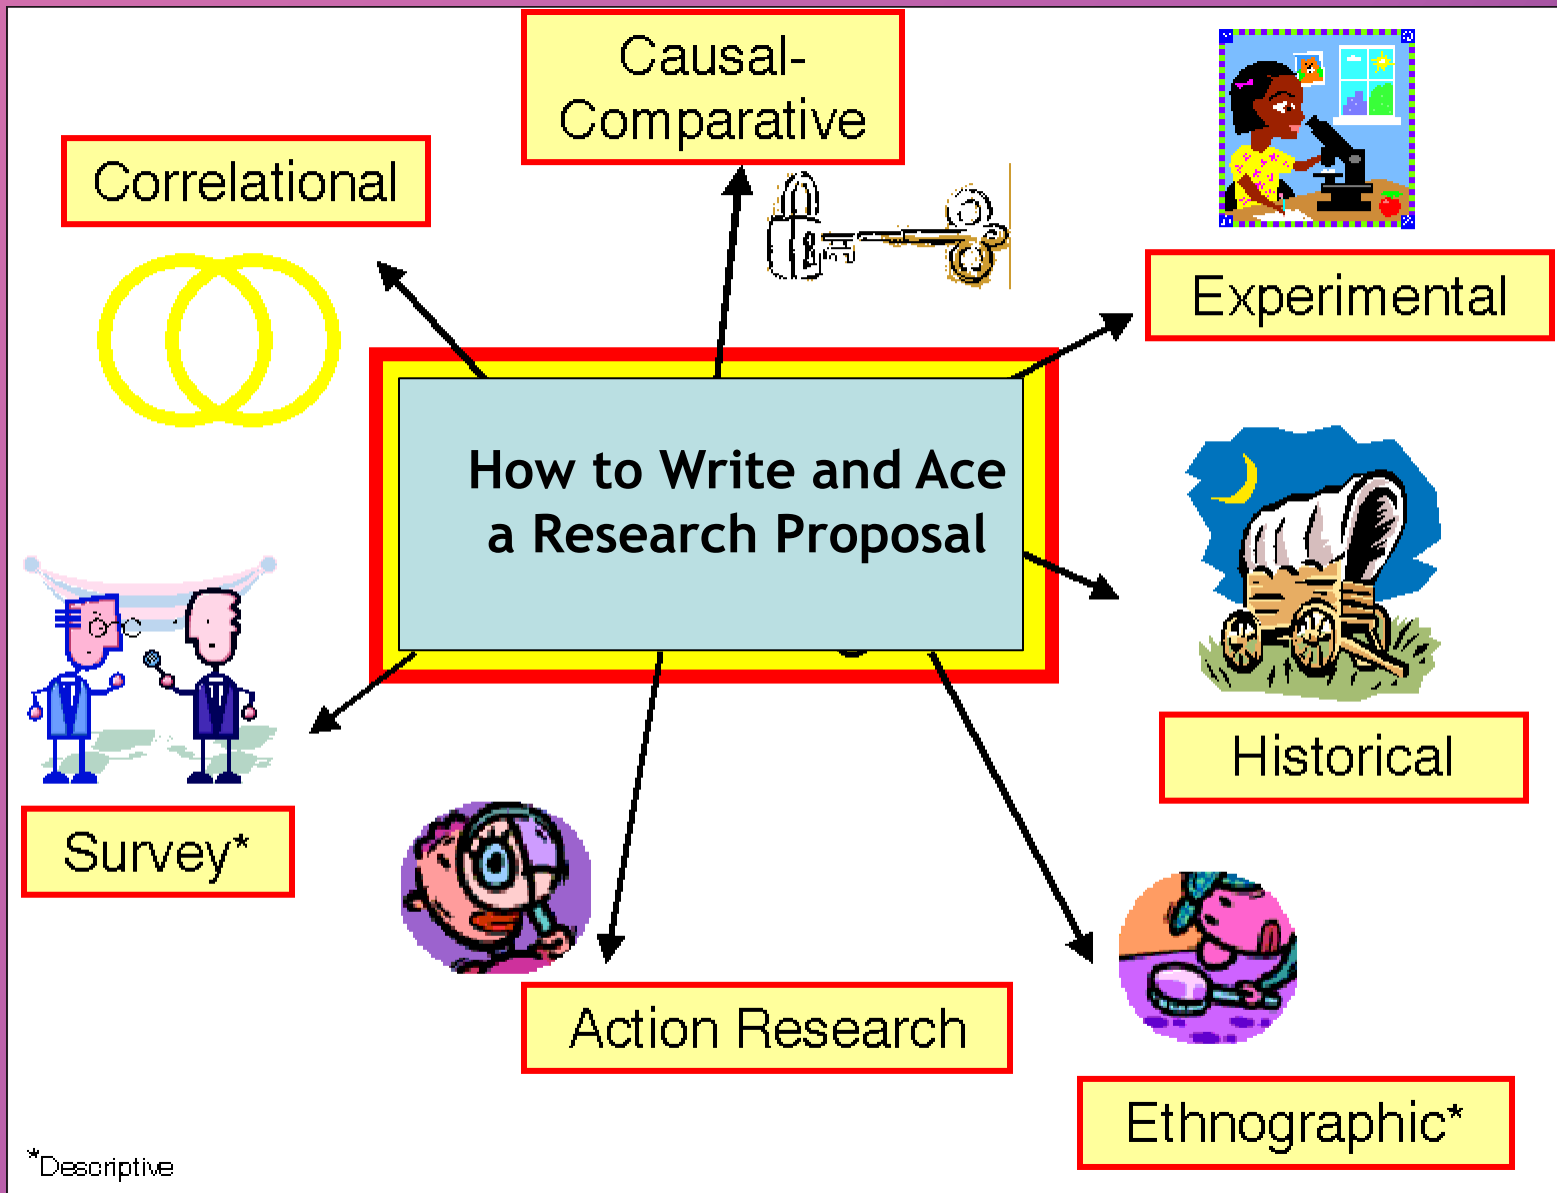 Causal-
Comparative
Correlational
Experimental
How to Write and Ace
a Research Proposal
Historical
Survey*
Action Research
Ethnographic*
*Descriptive